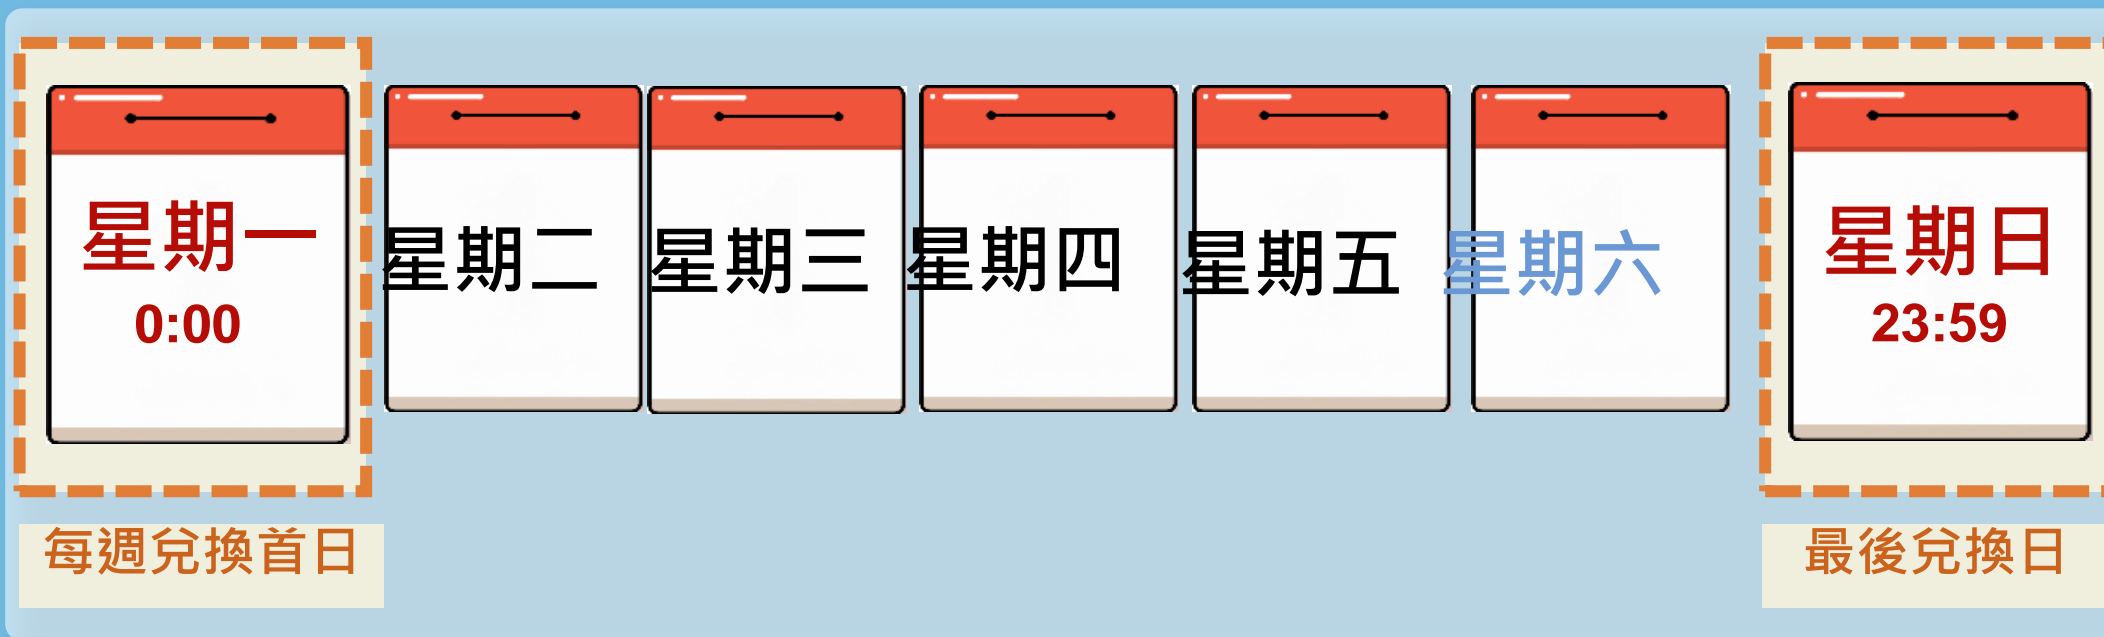 星期一
0:00
星期二
星期三
星期四
星期五
星期六
星期日
23:59
每週兌換首日
最後兌換日